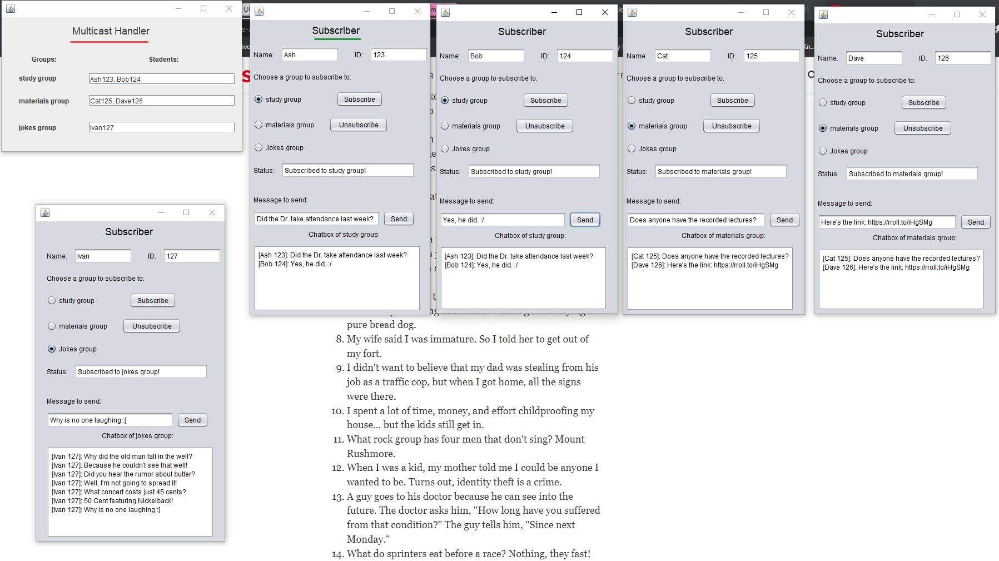 Multicast Handler
Groups:
Students:
study group
Ash123, Bob124
materials group
Cat125, Dave126
jokes group
Ivan127
Subscriber
Name:
Ash
ID:
123
Choose a group to subscribe to:
study group
Subscribe
materials group
Unsubscribe
Jokes group
Status:
Subscribed to study group!
Message to send:
Did the Dr. take attendance last week?
Send
Chatbox of study group:
[Ash 123]: Did the Dr. take attendance last week?
[Bob 124]: Yes, he did. :/
Subscriber
Name:
Bob
ID:
124
Choose a group to subscribe to:
study group
Subscribe
materials group
Unsubscribe
Jokes group
Status:
Subscribed to study group!
Message to send:
Yes, he did. :/
Send
Chatbox of study group:
[Ash 123]: Did the Dr. take attendance last week?
[Bob 124]: Yes, he did. :/
Subscriber
Name:
Cat
ID:
125
Choose a group to subscribe to:
study group
Subscribe
materials group
Unsubscribe
Jokes group
Status:
Subscribed to materials group!
Message to send:
Does anyone have the recorded lectures?
Send
Chatbox of materials group:
[Cat 125]: Does anyone have the recorded lectures?
[Dave 126]: Here's the link: https://rroll.to/iHgSMg
Subscriber
Name:
Dave
ID:
126
Choose a group to subscribe to:
study group
Subscribe
materials group
Unsubscribe
Jokes group
Status:
Subscribed to materials group!
Message to send:
Here's the link: https://rroll.to/iHgSMg
Send
Chatbox of materials group:
[Cat 125]: Does anyone have the recorded lectures?
[Dave 126]: Here's the link: https://rroll.to/iHgSMg
Subscriber
Name:
Ivan
ID:
127
Choose a group to subscribe to:
study group
Subscribe
materials group
Unsubscribe
Jokes group
Status:
Subscribed to jokes group!
Message to send:
Why is no one laughing :[
Send
Chatbox of jokes group:
[Ivan 127]: Why did the old man fall in the well?
[Ivan 127]: Because he couldn't see that well!
[Ivan 127]: Did you hear the rumor about butter?
[Ivan 127]: Well, I'm not going to spread it!
[Ivan 127]: What concert costs just 45 cents?
[Ivan 127]: 50 Cent featuring Nickelback!
[Ivan 127]: Why is no one laughing :[
pure bread dog.
8. My wife said I was immature. So I told her to get out of
my fort.
9. I didn't want to believe that my dad was stealing from his
job as a traffic cop, but when I got home, all the signs
were there.
10. I spent a lot of time, money, and effort childproofing my
house... but the kids still get in.
11. What rock group has four men that don't sing? Mount
Rushmore.
12. When I was a kid, my mother told me I could be anyone I
wanted to be. Turns out, identity theft is a crime.
13. A guy goes to his doctor because he can see into the
future. The doctor asks him, "How long have you suffered
from that condition?" The guy tells him, "Since next
Monday."
14. What do sprinters eat before a race? Nothing, they fast!